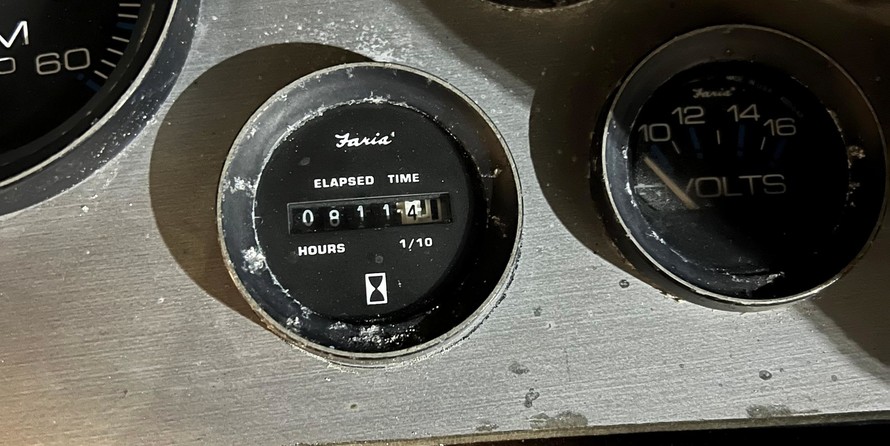 M
60
Faria
ELAPSED TIME
08114
HOURS 1/10
Faria
10 12 14 16
VOLTS